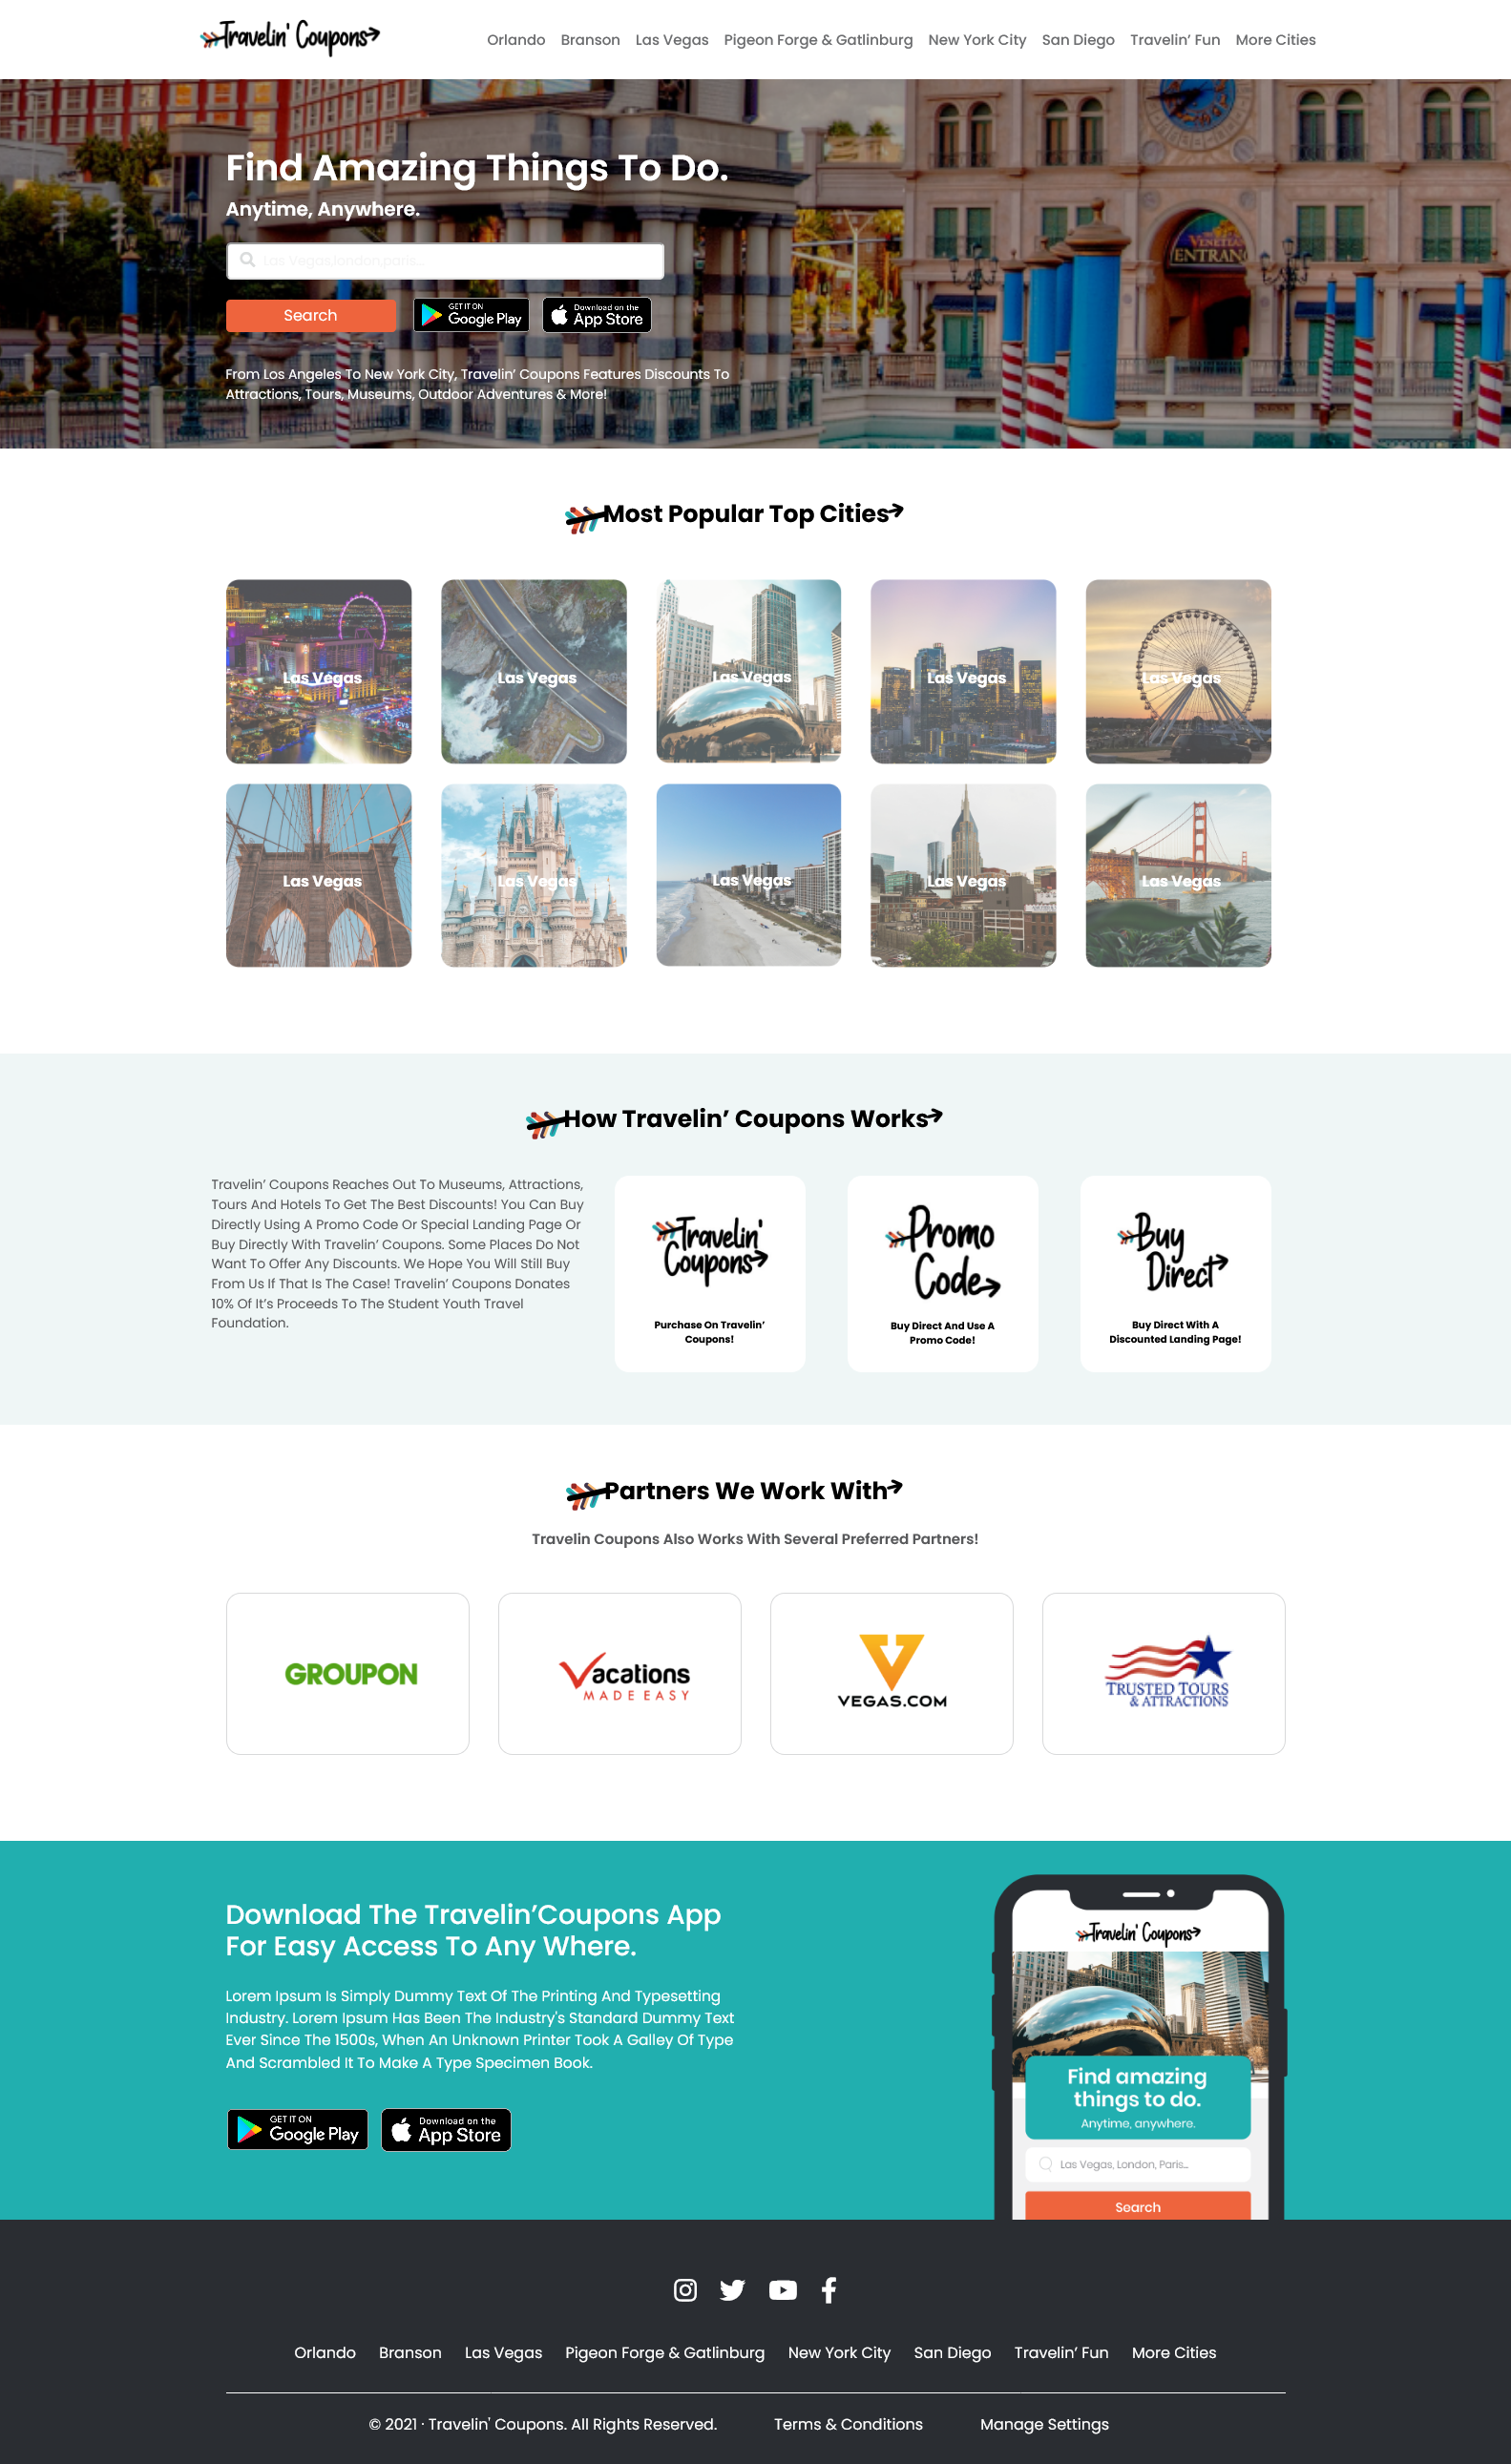 Travelin' Coupons
Orlando Branson Las Vegas Pigeon Forge & Gatlinburg New York City San Diego Travelin’ Fun More Cities
Find Amazing Things To Do.
Anytime, Anywhere.
Las Vegas,london,paris...
Search GET IT ON Google Play Download on the App Store
From Los Angeles To New York City, Travelin’ Coupons Features Discounts To
Attractions, Tours, Museums, Outdoor Adventures & More!
VENETIA
ENTRAN
Most Popular Top Cities
Las Vegas Las Vegas Las Vegas Las Vegas Las Vegas
Las Vegas Las Vegas Las Vegas Las Vegas Las Vegas
How Travelin’ Coupons Works
Travelin’ Coupons Reaches Out To Museums, Attractions,
Tours And Hotels To Get The Best Discounts! You Can Buy
Directly Using A Promo Code Or Special Landing Page Or
Buy Directly With Travelin’ Coupons. Some Places Do Not
Want To Offer Any Discounts. We Hope You Will Still Buy
From Us If That Is The Case! Travelin’ Coupons Donates
10% Of It’s Proceeds To The Student Youth Travel
Foundation.
Travelin'
Coupons
Purchase On Travelin’
Coupons!
Promo
Code
Buy Direct And Use A
Promo Code!
Buy
Direct
Buy Direct With A
Discounted Landing Page!
Partners We Work With
Travelin Coupons Also Works With Several Preferred Partners!
GROUPON
Vacations
MADE EASY
VEGAS.COM
TRUSTED TOURS
& ATTRACTIONS
Download The Travelin’Coupons App
For Easy Access To Any Where.
Lorem Ipsum Is Simply Dummy Text Of The Printing And Typesetting
Industry. Lorem Ipsum Has Been The Industry's Standard Dummy Text
Ever Since The 1500s, When An Unknown Printer Took A Galley Of Type
And Scrambled It To Make A Type Specimen Book.
GET IT ON Google Play Download on the App Store
Travelin' Coupons
Find amazing
things to do.
Anytime, anywhere.
Las Vegas, London, Paris...
Search
Orlando Branson Las Vegas Pigeon Forge & Gatlinburg New York City San Diego Travelin’ Fun More Cities
© 2021 · Travelin' Coupons. All Rights Reserved. Terms & Conditions Manage Settings